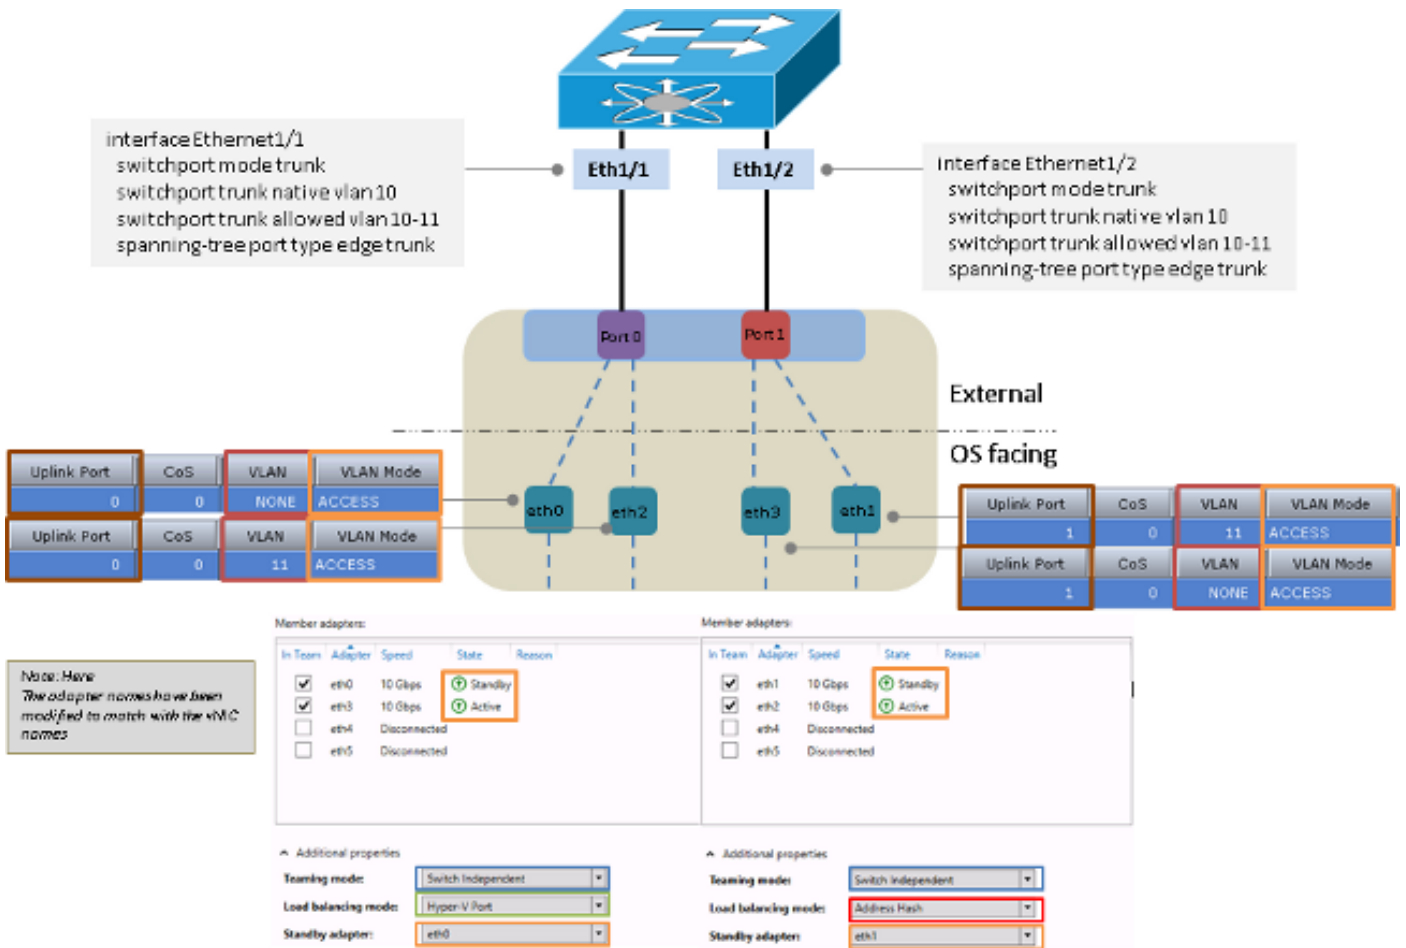 interface Ethernet1/1
switchport mode trunk
switchport trunk native vlan 10
switchport trunk allowed vlan 10-11
spanning-tree port type edge trunk
Eth1/1
Eth1/2
interface Ethernet1/2
switchport mode trunk
switchport trunk native vlan 10
switchport trunk allowed vlan 10-11
spanning-tree port type edge trunk
Port 0
Port 1
External
OS facing
Uplink Port CoS VLAN VLAN Mode
0 0 NONE ACCESS
Uplink Port CoS VLAN VLAN Mode
0 0 11 ACCESS
eth0
eth2
eth3
eth1
Uplink Port CoS VLAN VLAN Mode
1 0 11 ACCESS
Uplink Port CoS VLAN VLAN Mode
1 0 NONE ACCESS
Note: Here
The adapter names have been
modified to match with the vNIC
names
Member adapters:
In Team Adapter Speed State Reason
eth0 10 Gbps Standby
eth3 10 Gbps Active
eth4 Disconnected
eth5 Disconnected
Additional properties
Teaming mode: Switch Independent
Load balancing mode: Hyper-V Port
Standby adapter: eth0
Member adapters:
In Team Adapter Speed State Reason
eth1 10 Gbps Standby
eth2 10 Gbps Active
eth4 Disconnected
eth5 Disconnected
Additional properties
Teaming mode: Switch Independent
Load balancing mode: Address Hash
Standby adapter: eth1